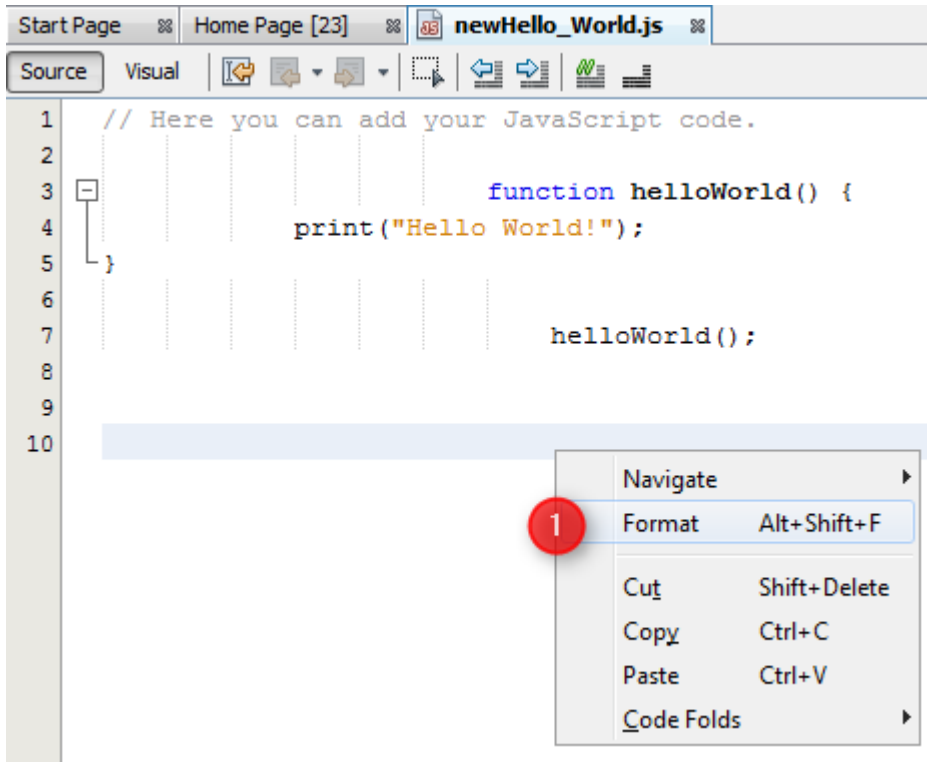 Start Page Home Page [23] newHello_World.js
Source Visual
1 // Here you can add your JavaScript code.
2
3 function helloWorld() {
4 print("Hello World!");
5 }
6
7 helloWorld();
8
9
10
Navigate
1 Format Alt+Shift+F
Cut Shift+Delete
Copy Ctrl+C
Paste Ctrl+V
Code Folds